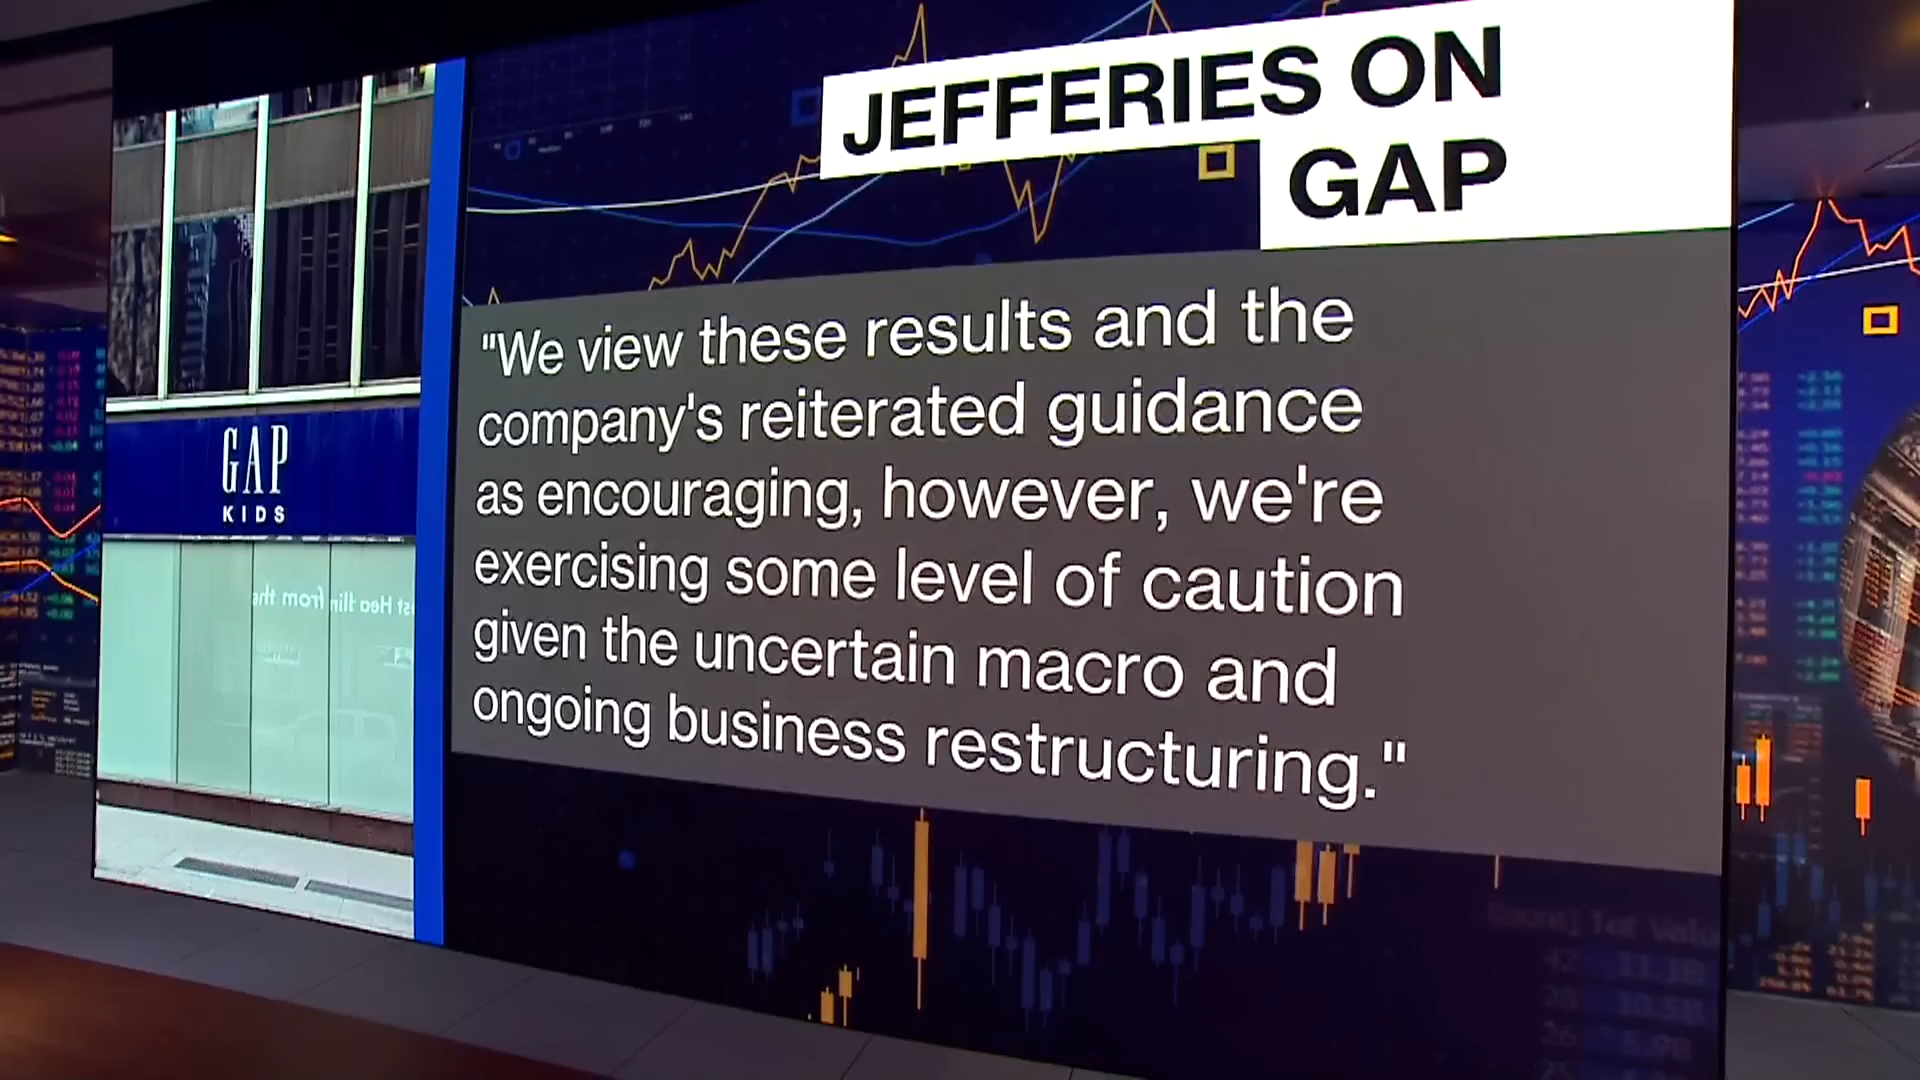 JEFFERIES ON
GAP
"We view these results and the
company's reiterated guidance
as encouraging, however, we're
exercising some level of caution
given the uncertain macro and
ongoing business restructuring."
GAP
KIDS